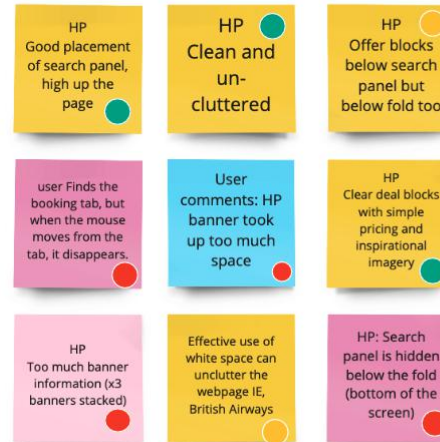 HP
Good placement
of search panel,
high up the
page
HP
Clean and
un-
cluttered
HP
Offer blocks
below search
panel but
below fold too
user Finds the
booking tab, but
when the mouse
moves from the
tab, it disappears.
User
comments: HP
banner took
up too much
space
HP
Clear deal blocks
with simple
pricing and
inspirational
imagery
HP
Too much banner
information (x3
banners stacked)
Effective use of
white space can
unclutter the
webpage IE,
British Airways
HP: Search
panel is hidden
below the fold
(bottom of the
screen)